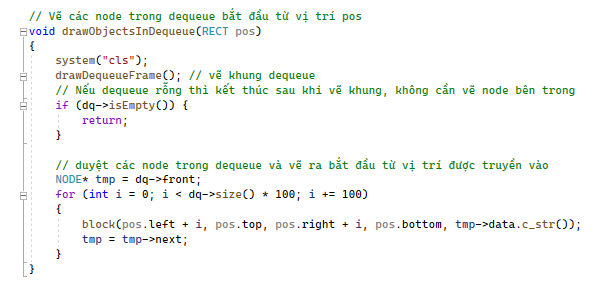 // Vẽ các node trong dequeue bắt đầu từ vị trí pos
void drawObjectsInDequeue(RECT pos)
{
    system("cls");
    drawDequeueFrame(); // vẽ khung dequeue
    // Nếu dequeue rỗng thì kết thúc sau khi vẽ khung, không cần vẽ node bên trong
    if (dq->isEmpty()) {
        return;
    }
    // duyệt các node trong dequeue và vẽ ra bắt đầu từ vị trí được truyền vào
    NODE* tmp = dq->front;
    for (int i = 0; i < dq->size() * 100; i += 100)
    {
        block(pos.left + i, pos.top, pos.right + i, pos.bottom, tmp->data.c_str());
        tmp = tmp->next;
    }
}